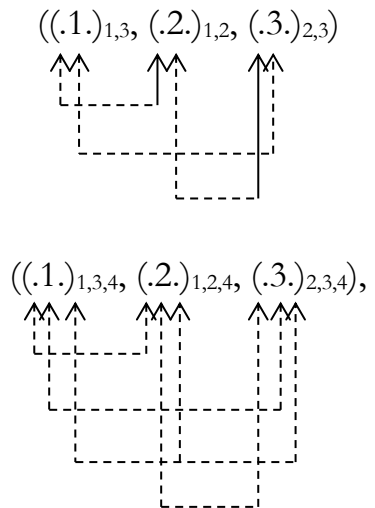 ((.1.)₁,₃, (.2.)₁,₂, (.3.)₂,₃)
((.1.)₁,₃,₄, (.2.)₁,₂,₄, (.3.)₂,₃,₄),